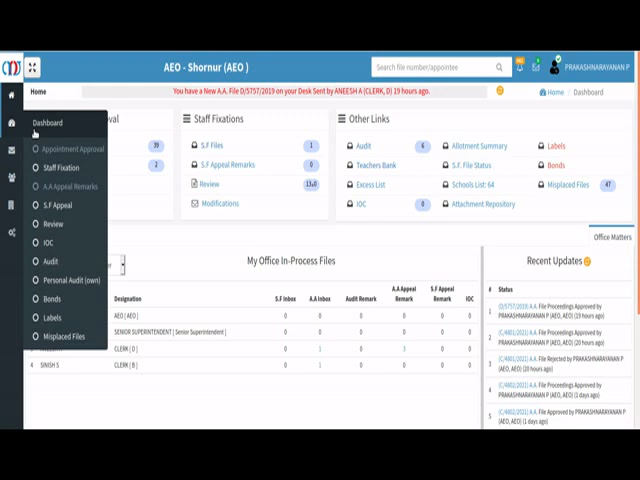 AEO - Shornur (AEO )
Search file number/appointee
PRAKASHNARAYANAN P
Home
You have a New A.A. File D/5757/2019 on your Desk Sent by ANEESH A (CLERK, D) 19 hours ago.
Home / Dashboard
Dashboard
Appointment Approval
Staff Fixation
A.A Appeal Remarks
S.F Appeal
Review
IOC
Audit
Personal Audit (own)
Bonds
Labels
Misplaced Files
39
2
Staff Fixations
S.F Files 1
S.F Appeal Remarks 0
Review
Modifications
Other Links
Audit 6 Allotment Summary Labels
Teachers Bank S.F. File Status Bonds
Excess List Schools List: 64 Misplaced Files 47
IOC 0 Attachment Repository
Office Matters
My Office In-Process Files
Designation S.F Inbox A.A Inbox Audit Remark A.A Appeal Remark S.F Appeal Remark IOC
AEO [ AEO ] 0 0 0 0 0 0
SENIOR SUPERINTENDENT [ Senior Superintendent ] 0 0 0 0 0 0
CLERK [ D ] 0 1 0 3 0 0
4 SINISH S CLERK [ B ] 0 1 0 0 0 0
Recent Updates
# Status
1 (D/5757/2019) A.A. File Proceedings Approved by
PRAKASHNARAYANAN P (AEO, AEO) (19 hours ago)
2 (C/4801/2021) A.A. File Proceedings Approved by
PRAKASHNARAYANAN P (AEO, AEO) (20 hours ago)
3 (C/4801/2021) A.A. File Rejected by PRAKASHNARAYANAN P
(AEO, AEO) (20 hours ago)
4 (C/4802/2021) A.A. File Proceedings Approved by
PRAKASHNARAYANAN P (AEO, AEO) (1 days ago)
5 (C/4802/2021) A.A. File Approved by PRAKASHNARAYANAN P
(AEO, AEO) (1 days ago)